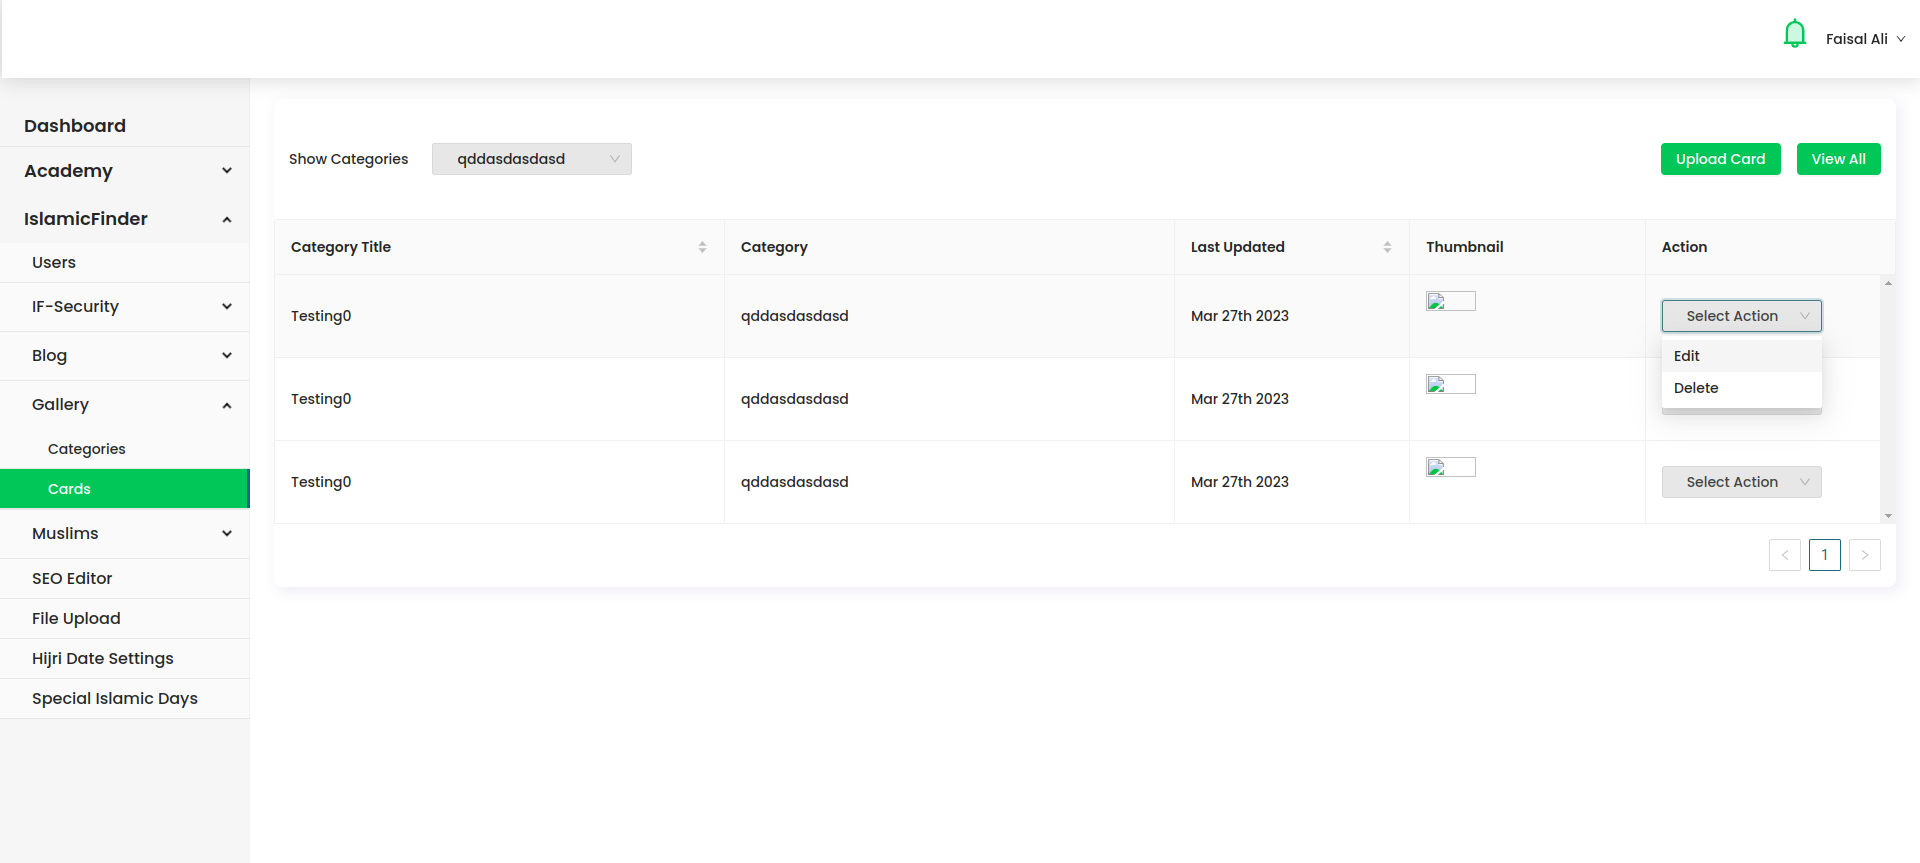 Faisal Ali
Dashboard
Academy
IslamicFinder
Users
IF-Security
Blog
Gallery
Categories
Cards
Muslims
SEO Editor
File Upload
Hijri Date Settings
Special Islamic Days
Show Categories qddasdasdasd Upload Card View All
Category Title Category Last Updated Thumbnail Action
Testing0 qddasdasdasd Mar 27th 2023 Select Action
Edit
Delete
Testing0 qddasdasdasd Mar 27th 2023
Testing0 qddasdasdasd Mar 27th 2023 Select Action
< 1 >